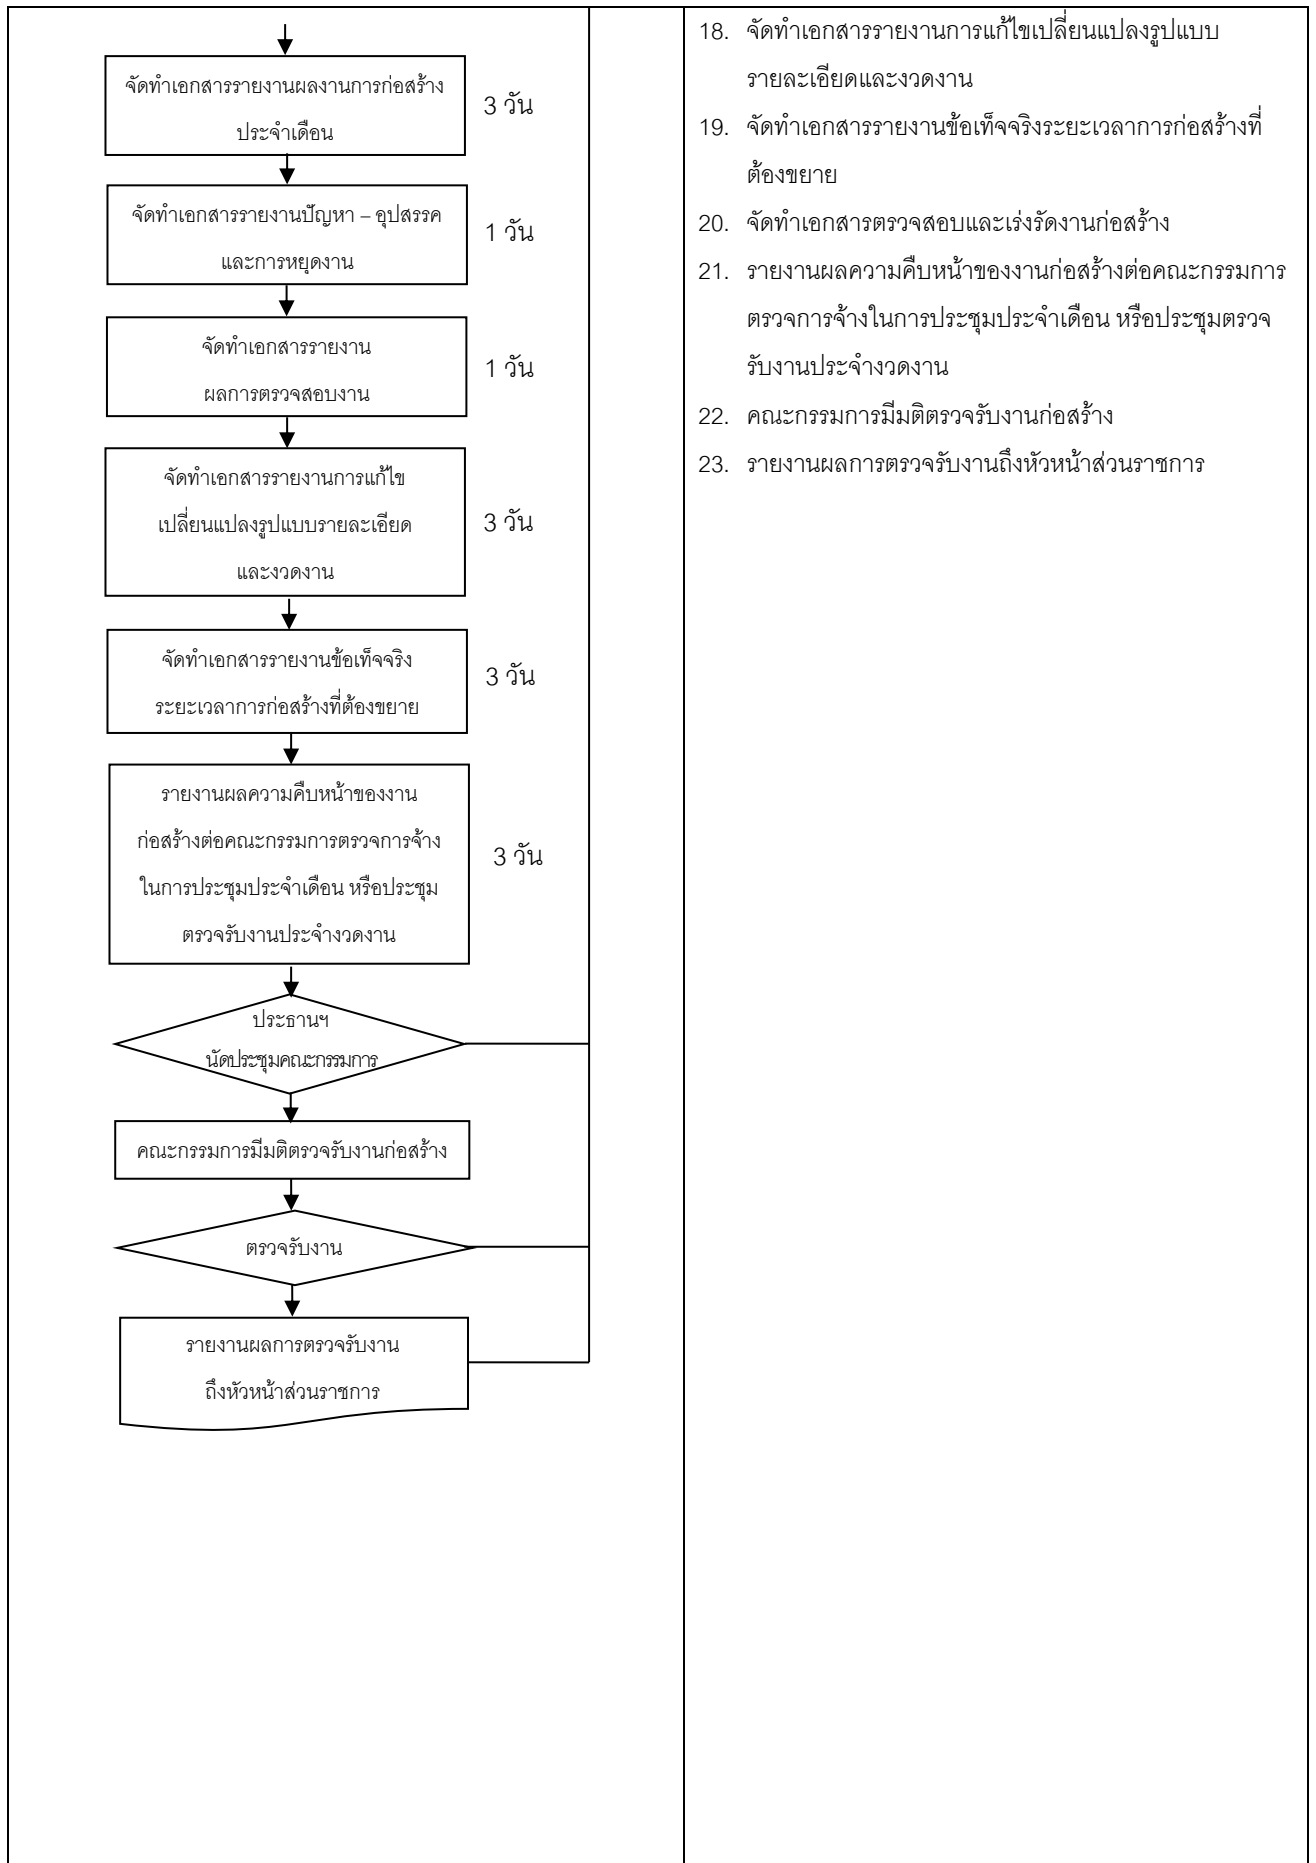 จัดทำเอกสารรายงานผลงานการก่อสร้าง
ประจำเดือน
3 วัน
จัดทำเอกสารรายงานปัญหา – อุปสรรค
และการหยุดงาน
1 วัน
จัดทำเอกสารรายงาน
ผลการตรวจสอบงาน
1 วัน
จัดทำเอกสารรายงานการแก้ไข
เปลี่ยนแปลงรูปแบบรายละเอียด
และงวดงาน
3 วัน
จัดทำเอกสารรายงานข้อเท็จจริง
ระยะเวลาการก่อสร้างที่ต้องขยาย
3 วัน
รายงานผลความคืบหน้าของงาน
ก่อสร้างต่อคณะกรรมการตรวจการจ้าง
ในการประชุมประจำเดือน หรือประชุม
ตรวจรับงานประจำงวดงาน
3 วัน
ประธานฯ
นัดประชุมคณะกรรมการ
คณะกรรมการมีมติตรวจรับงานก่อสร้าง
ตรวจรับงาน
รายงานผลการตรวจรับงาน
ถึงหัวหน้าส่วนราชการ
18. จัดทำเอกสารรายงานการแก้ไขเปลี่ยนแปลงรูปแบบ
รายละเอียดและงวดงาน
19. จัดทำเอกสารรายงานข้อเท็จจริงระยะเวลาการก่อสร้างที่
ต้องขยาย
20. จัดทำเอกสารตรวจสอบและเร่งรัดงานก่อสร้าง
21. รายงานผลความคืบหน้าของงานก่อสร้างต่อคณะกรรมการ
ตรวจการจ้างในการประชุมประจำเดือน หรือประชุมตรวจ
รับงานประจำงวดงาน
22. คณะกรรมการมีมติตรวจรับงานก่อสร้าง
23. รายงานผลการตรวจรับงานถึงหัวหน้าส่วนราชการ